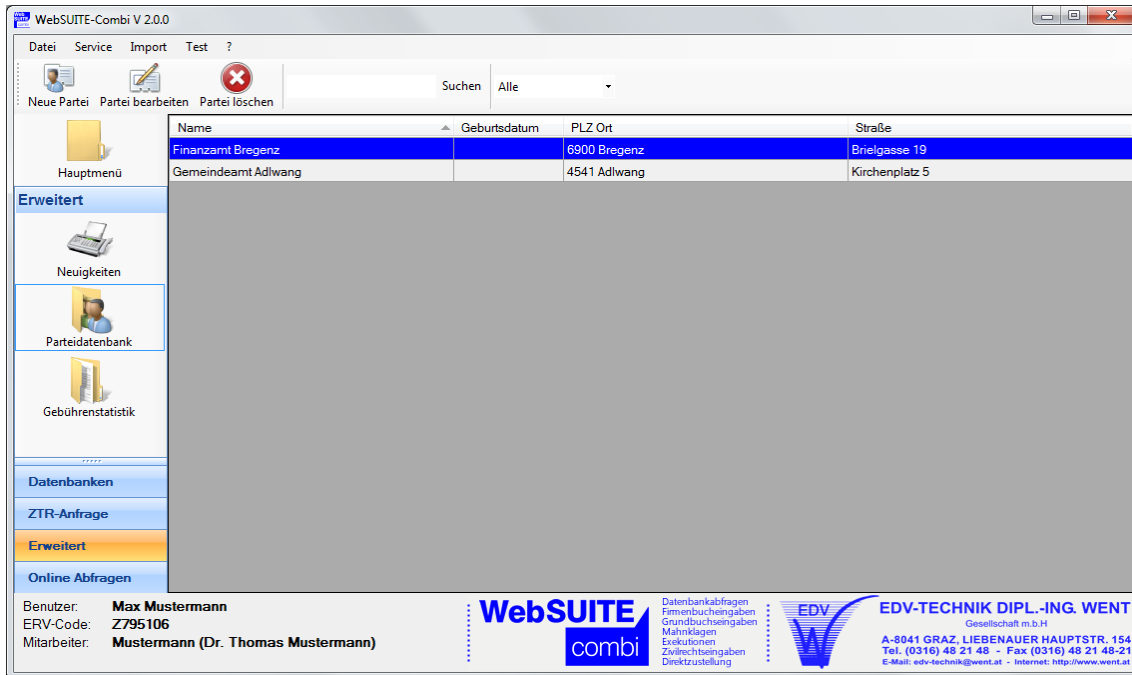 WebSUITE-Combi V 2.0.0
Datei Service Import Test ?
Neue Partei Partei bearbeiten Partei löschen Suchen Alle
Hauptmenü
Name Geburtsdatum PLZ Ort Straße
Finanzamt Bregenz 6900 Bregenz Brielgasse 19
Gemeindeamt Adlwang 4541 Adlwang Kirchenplatz 5
Erweitert
Neuigkeiten
Parteidatenbank
Gebührenstatistik
Datenbanken
ZTR-Anfrage
Erweitert
Online Abfragen
Benutzer: Max Mustermann
ERV-Code: Z795106
Mitarbeiter: Mustermann (Dr. Thomas Mustermann)
WebSUITE
combi
Datenbankabfragen
Firmenbucheingaben
Grundbuchseingaben
Mahnklagen
Exekutionen
Zivilrechtseingaben
Direktzustellung
EDV
W
EDV-TECHNIK DIPL.-ING. WENT
Gesellschaft m.b.H
A-8041 GRAZ, LIEBENAUER HAUPTSTR. 154
Tel. (0316) 48 21 48 - Fax (0316) 48 21 48-21
E-Mail: edv-technik@went.at - Internet: http://www.went.at